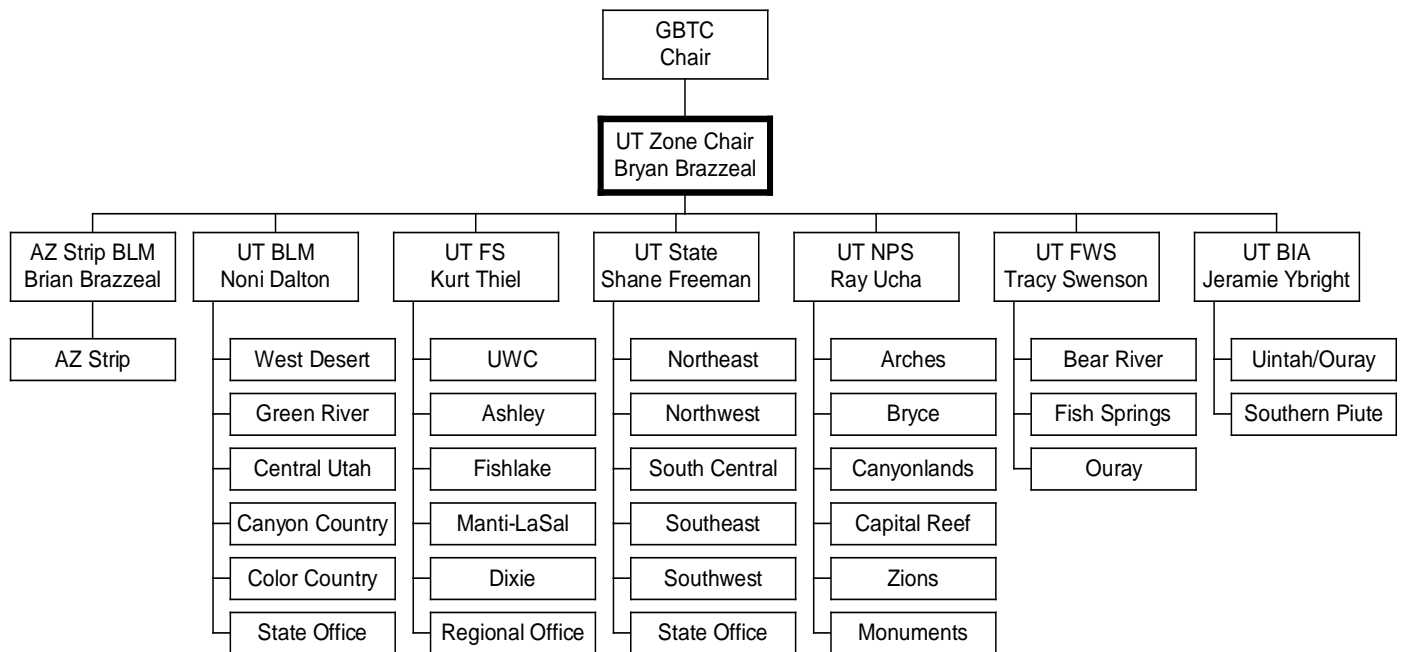 GBTC
Chair
UT Zone Chair
Bryan Brazzeal
AZ Strip BLM
Brian Brazzeal
AZ Strip
UT BLM
Noni Dalton
West Desert
Green River
Central Utah
Canyon Country
Color Country
State Office
UT FS
Kurt Thiel
UWC
Ashley
Fishlake
Manti-LaSal
Dixie
Regional Office
UT State
Shane Freeman
Northeast
Northwest
South Central
Southeast
Southwest
State Office
UT NPS
Ray Ucha
Arches
Bryce
Canyonlands
Capital Reef
Zions
Monuments
UT FWS
Tracy Swenson
Bear River
Fish Springs
Ouray
UT BIA
Jeramie Ybright
Uintah/Ouray
Southern Piute